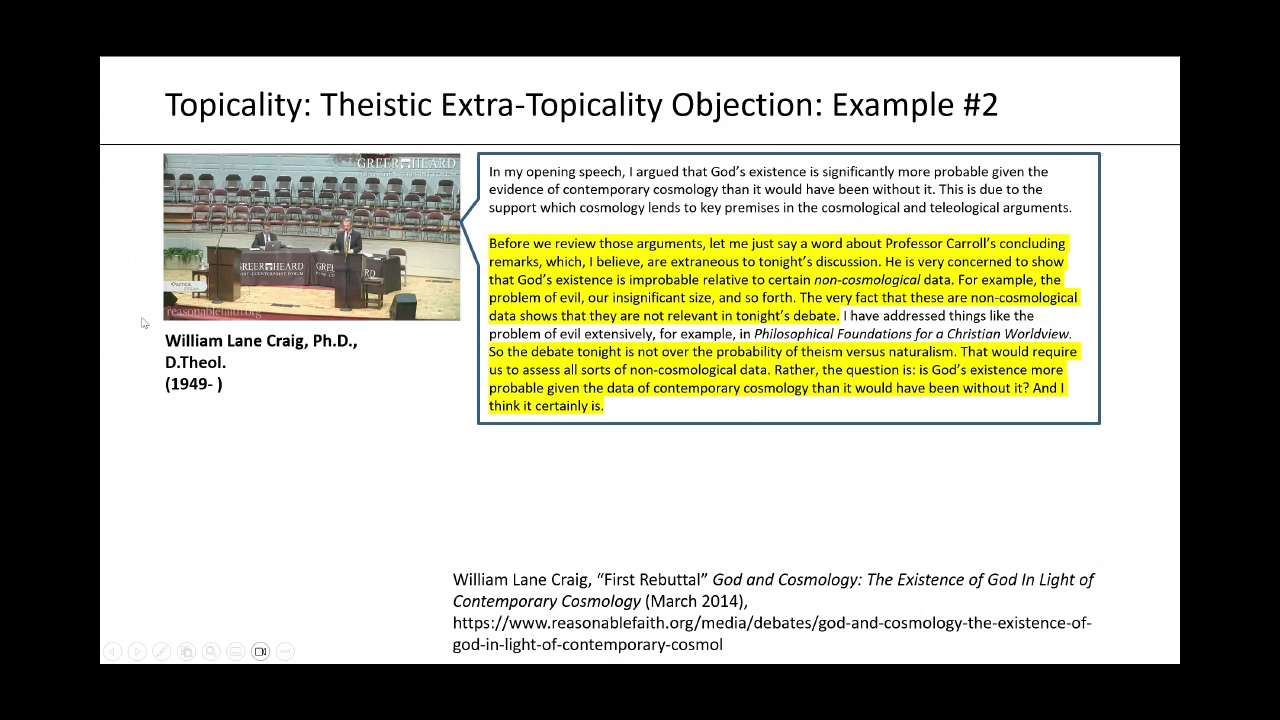 Topicality: Theistic Extra-Topicality Objection: Example #2
GREER HEARD
GREER HEARD
GREER HEARD
POINT-COUNTERPOINT FORUM
reasonablefaith.org
William Lane Craig, Ph.D.,
D.Theol.
(1949- )
In my opening speech, I argued that God’s existence is significantly more probable given the
evidence of contemporary cosmology than it would have been without it. This is due to the
support which cosmology lends to key premises in the cosmological and teleological arguments.
Before we review those arguments, let me just say a word about Professor Carroll’s concluding
remarks, which, I believe, are extraneous to tonight’s discussion. He is very concerned to show
that God’s existence is improbable relative to certain non-cosmological data. For example, the
problem of evil, our insignificant size, and so forth. The very fact that these are non-cosmological
data shows that they are not relevant in tonight’s debate. I have addressed things like the
problem of evil extensively, for example, in Philosophical Foundations for a Christian Worldview.
So the debate tonight is not over the probability of theism versus naturalism. That would require
us to assess all sorts of non-cosmological data. Rather, the question is: is God’s existence more
probable given the data of contemporary cosmology than it would have been without it? And I
think it certainly is.
William Lane Craig, “First Rebuttal” God and Cosmology: The Existence of God In Light of
Contemporary Cosmology (March 2014),
https://www.reasonablefaith.org/media/debates/god-and-cosmology-the-existence-of-
god-in-light-of-contemporary-cosmol